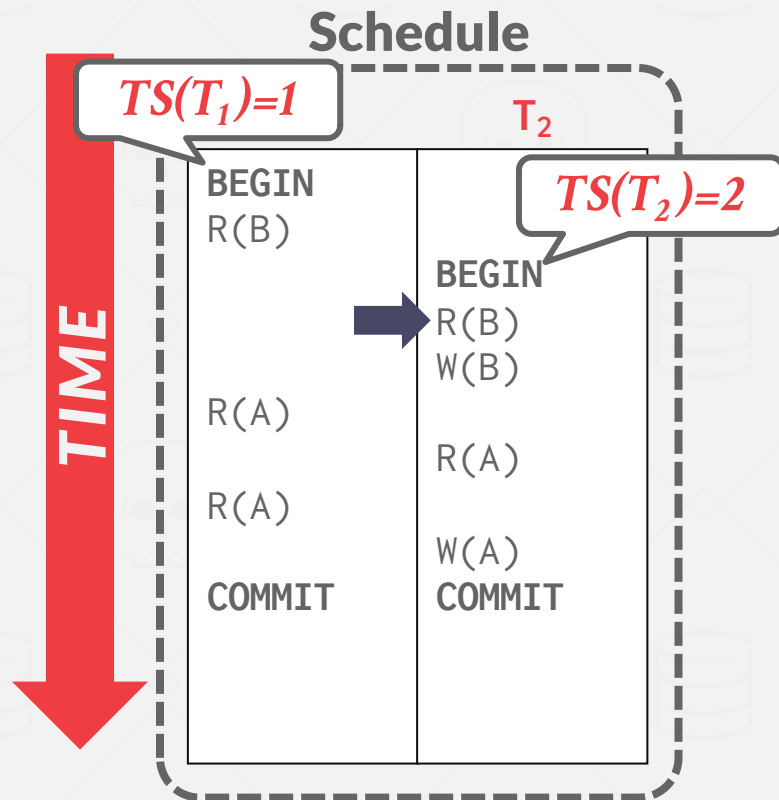 Schedule
TS(T₁)=1
T₂
BEGIN
TS(T₂)=2
R(B)
BEGIN
R(B)
W(B)
TIME
R(A)
R(A)
R(A)
W(A)
COMMIT COMMIT